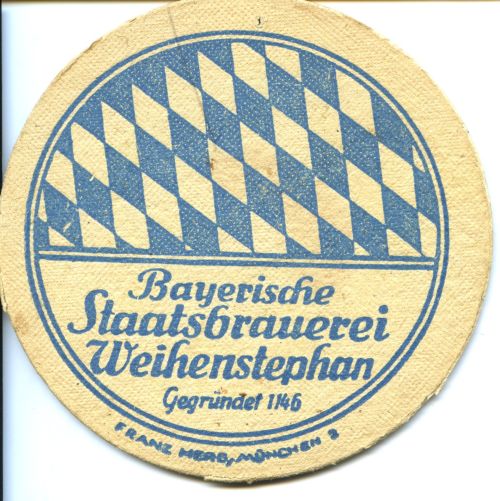 Bayerische
Staatsbrauerei
Weihenstephan
Gegründet 1146
FRANZ HERB, MÜNCHEN 2